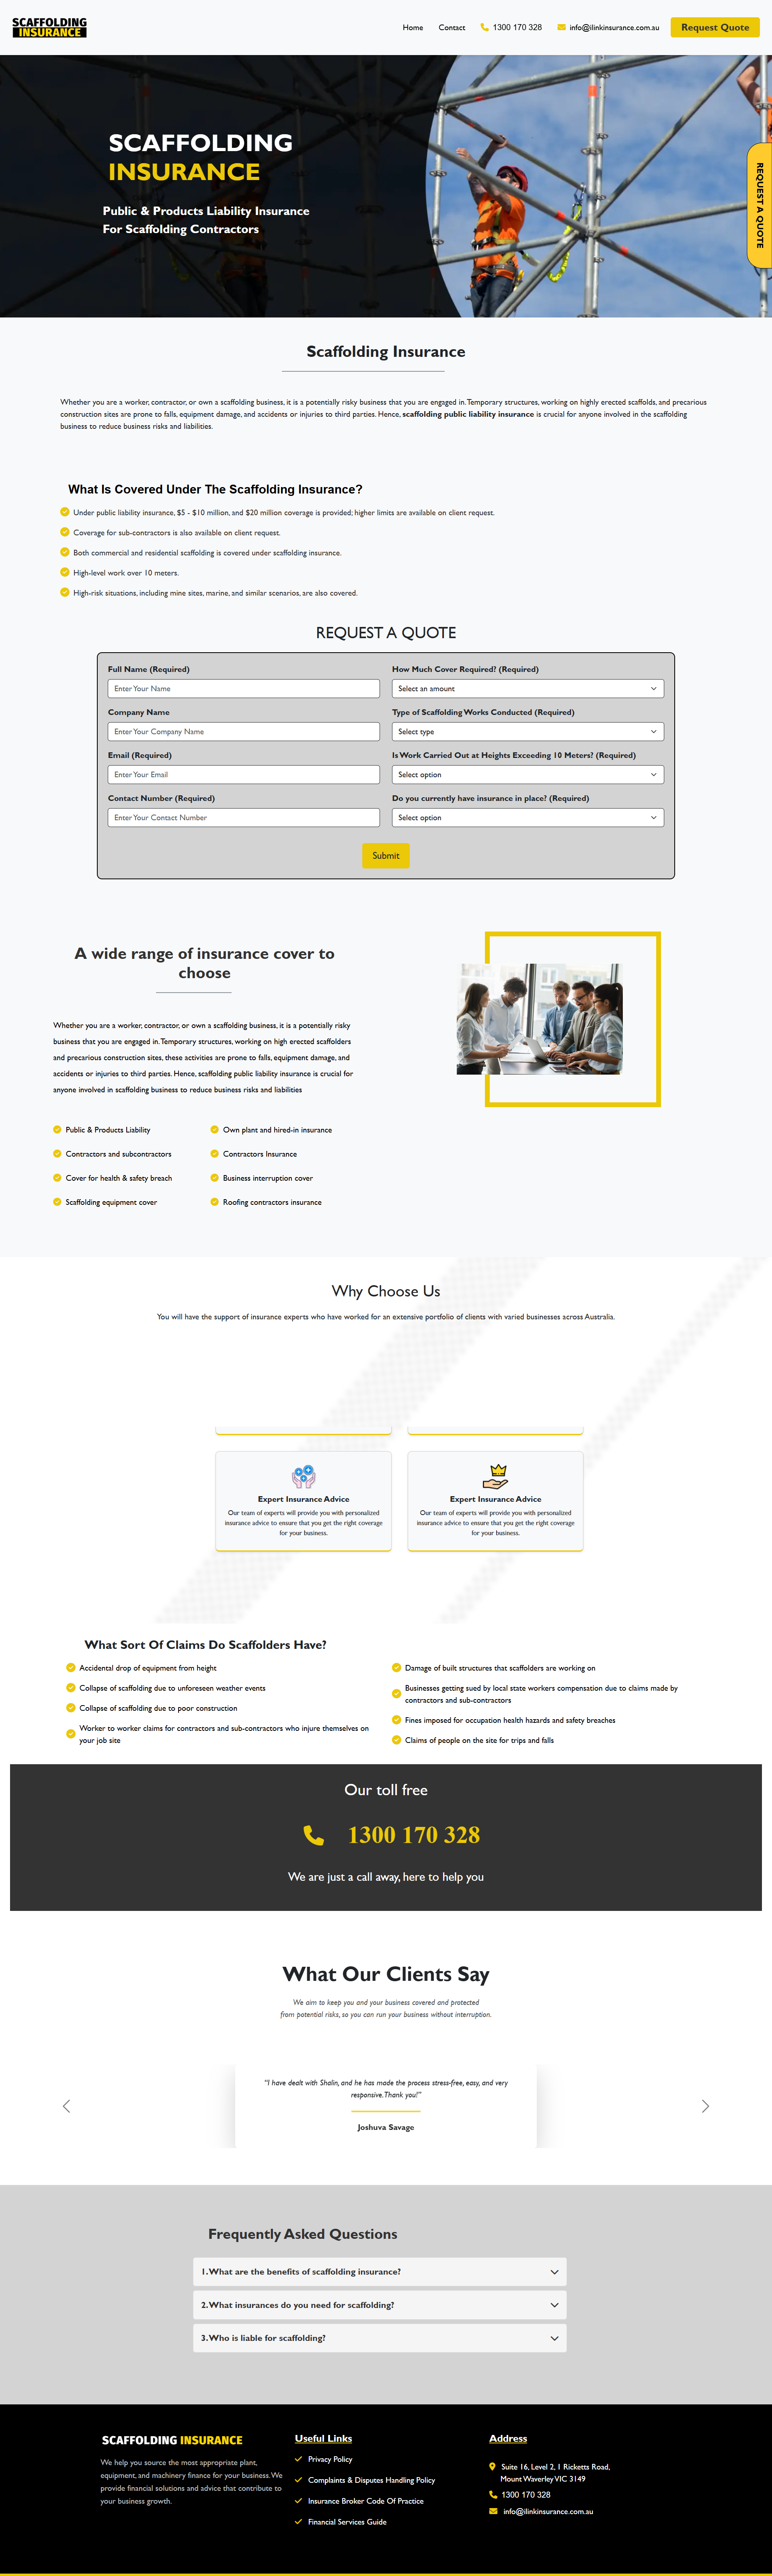 SCAFFOLDING
INSURANCE
Home
Contact
1300 170 328
info@ilinkinsurance.com.au
Request Quote
SCAFFOLDING
INSURANCE
Public & Products Liability Insurance
For Scaffolding Contractors
REQUEST A QUOTE
Scaffolding Insurance
Whether you are a worker, contractor, or own a scaffolding business, it is a potentially risky business that you are engaged in. Temporary structures, working on highly erected scaffolds, and precarious
construction sites are prone to falls, equipment damage, and accidents or injuries to third parties. Hence, scaffolding public liability insurance is crucial for anyone involved in the scaffolding
business to reduce business risks and liabilities.
What Is Covered Under The Scaffolding Insurance?
Under public liability insurance, $5 - $10 million, and $20 million coverage is provided; higher limits are available on client request.
Coverage for sub-contractors is also available on client request.
Both commercial and residential scaffolding is covered under scaffolding insurance.
High-level work over 10 meters.
High-risk situations, including mine sites, marine, and similar scenarios, are also covered.
REQUEST A QUOTE
Full Name (Required)
Enter Your Name
How Much Cover Required? (Required)
Select an amount
Company Name
Enter Your Company Name
Type of Scaffolding Works Conducted (Required)
Select type
Email (Required)
Enter Your Email
Is Work Carried Out at Heights Exceeding 10 Meters? (Required)
Select option
Contact Number (Required)
Enter Your Contact Number
Do you currently have insurance in place? (Required)
Select option
Submit
A wide range of insurance cover to
choose
Whether you are a worker, contractor, or own a scaffolding business, it is a potentially risky
business that you are engaged in. Temporary structures, working on high erected scaffolders
and precarious construction sites, these activities are prone to falls, equipment damage, and
accidents or injuries to third parties. Hence, scaffolding public liability insurance is crucial for
anyone involved in scaffolding business to reduce business risks and liabilities
Public & Products Liability
Own plant and hired-in insurance
Contractors and subcontractors
Contractors Insurance
Cover for health & safety breach
Business interruption cover
Scaffolding equipment cover
Roofing contractors insurance
Why Choose Us
You will have the support of insurance experts who have worked for an extensive portfolio of clients with varied businesses across Australia.
Expert Insurance Advice
Our team of experts will provide you with personalized
insurance advice to ensure that you get the right coverage
for your business.
Expert Insurance Advice
Our team of experts will provide you with personalized
insurance advice to ensure that you get the right coverage
for your business.
What Sort Of Claims Do Scaffolders Have?
Accidental drop of equipment from height
Collapse of scaffolding due to unforeseen weather events
Collapse of scaffolding due to poor construction
Worker to worker claims for contractors and sub-contractors who injure themselves on
your job site
Damage of built structures that scaffolders are working on
Businesses getting sued by local state workers compensation due to claims made by
contractors and sub-contractors
Fines imposed for occupation health hazards and safety breaches
Claims of people on the site for trips and falls
Our toll free
1300 170 328
We are just a call away, here to help you
What Our Clients Say
We aim to keep you and your business covered and protected
from potential risks, so you can run your business without interruption.
"I have dealt with Shalin, and he has made the process stress-free, easy, and very
responsive. Thank you!"
Joshuva Savage
Frequently Asked Questions
1. What are the benefits of scaffolding insurance?
2. What insurances do you need for scaffolding?
3. Who is liable for scaffolding?
SCAFFOLDING INSURANCE
We help you source the most appropriate plant,
equipment, and machinery finance for your business. We
provide financial solutions and advice that contribute to
your business growth.
Useful Links
Privacy Policy
Complaints & Disputes Handling Policy
Insurance Broker Code Of Practice
Financial Services Guide
Address
Suite 16, Level 2, 1 Ricketts Road,
Mount Waverley VIC 3149
1300 170 328
info@ilinkinsurance.com.au